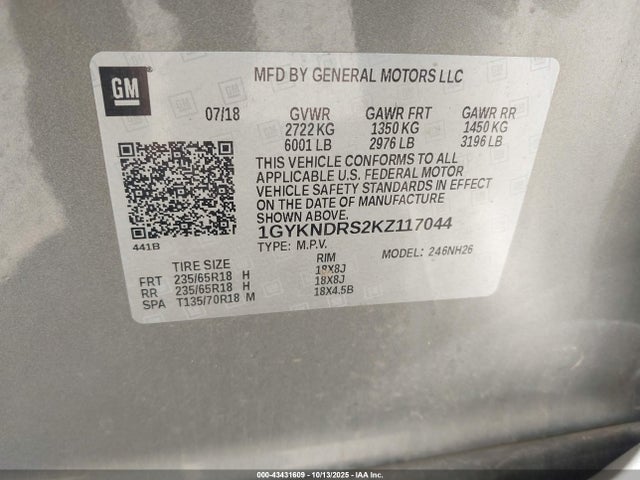 GM
MFD BY GENERAL MOTORS LLC
07/18 GVWR GAWR FRT GAWR RR
2722 KG 1350 KG 1450 KG
6001 LB 2976 LB 3196 LB
THIS VEHICLE CONFORMS TO ALL
APPLICABLE U.S. FEDERAL MOTOR
VEHICLE SAFETY STANDARDS IN EFFECT
ON THE DATE OF MANUFACTURE
SHOWN ABOVE.
1GYKNDRS2KZ117044
441B
TYPE: M.P.V. MODEL: 246NH26
TIRE SIZE RIM
FRT 235/65R18 H 18X8J
RR 235/65R18 H 18X8J
SPA T135/70R18 M 18X4.5B
000-43431609 | 10/13/2025 | IAA Inc.